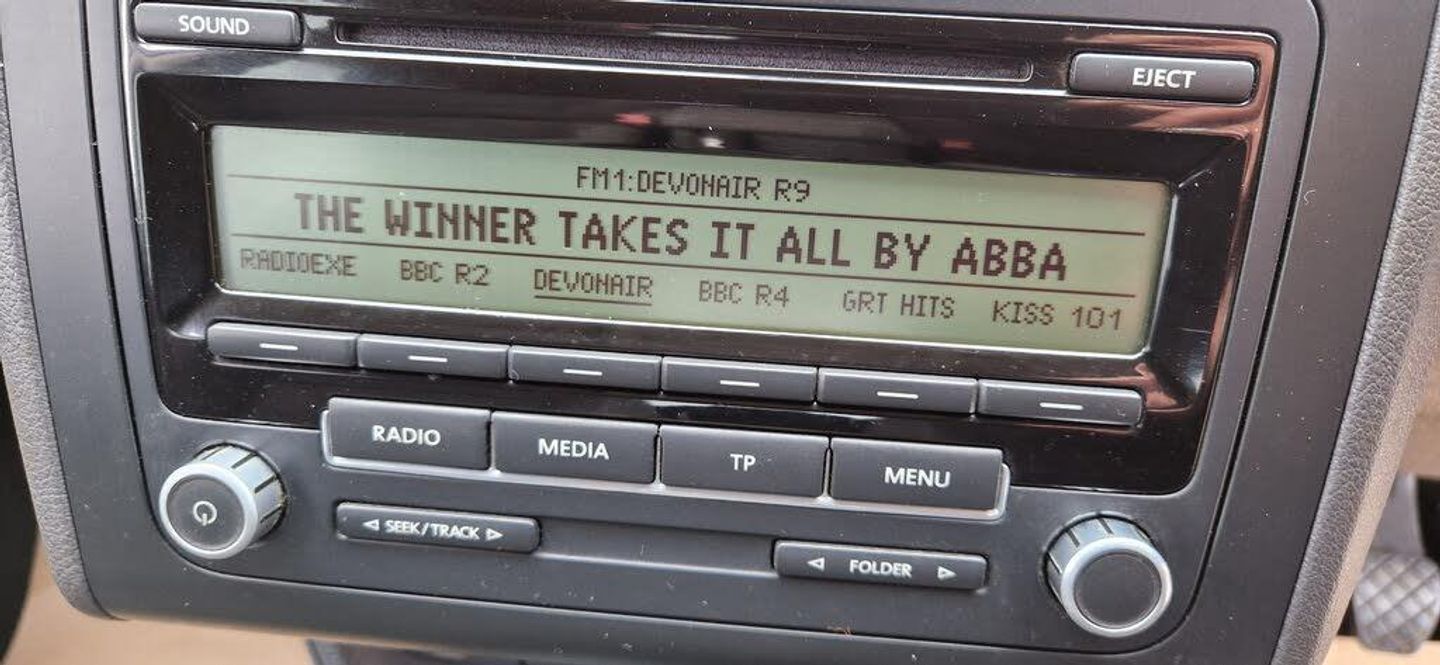 SOUND
EJECT
FM1:DEVONAIR R9
THE WINNER TAKES IT ALL BY ABBA
RADIOEXE BBC R2 DEVONAIR BBC R4 GRT HITS KISS 101
RADIO MEDIA TP MENU
SEEK/TRACK
FOLDER